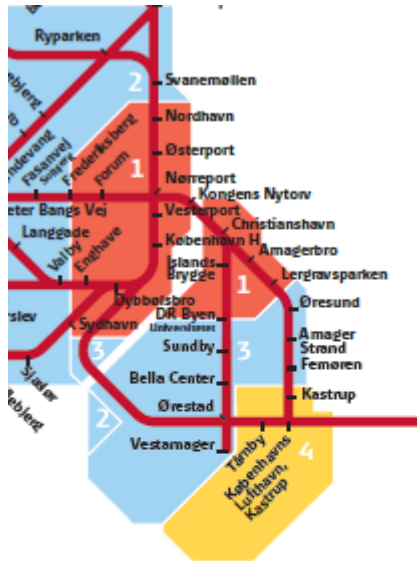 Ryparken
2
Svanemøllen
Nordhavn
Østerport
1
Nørreport
Kongens Nytorv
Frederiksberg
Fasanvej
Forum
Vesterport
Christianshavn
eter Bangs Vej
Langgade
København H
Amagerbro
Valby
Enghave
Islands
Brygge
1
Lergravsparken
Dybbølsbro
Øresund
DR Byen
Universitetet
Sydhavn
3
Sundby
3
Amager
Strand
Femøren
Sjælør
Bella Center
Kastrup
2
Ørestad
Vestamager
Tårnby
Københavns
Lufthavn,
Kastrup
4